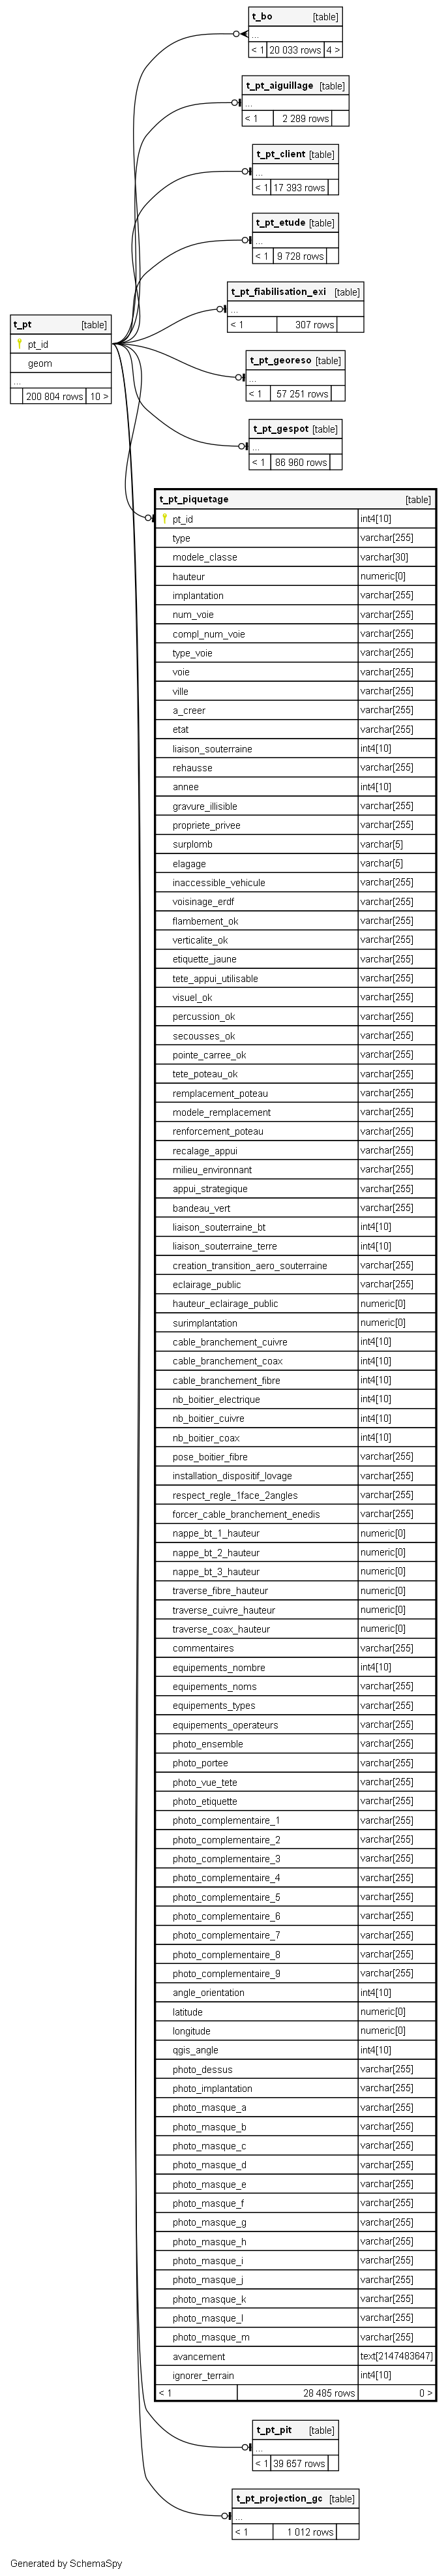 t_bo [table]
...
< 1 20 033 rows 4 >
t_pt_aiguillage [table]
...
< 1 2 289 rows
t_pt_client [table]
...
< 1 17 393 rows
t_pt_etude [table]
...
< 1 9 728 rows
t_pt_fiabilisation_exi [table]
...
< 1 307 rows
t_pt [table]
pt_id
geom
...
200 804 rows 10 >
t_pt_georeso [table]
...
< 1 57 251 rows
t_pt_gespot [table]
...
< 1 86 960 rows
t_pt_piquetage [table]
pt_id int4[10]
type varchar[255]
modele_classe varchar[30]
hauteur numeric[0]
implantation varchar[255]
num_voie varchar[255]
compl_num_voie varchar[255]
type_voie varchar[255]
voie varchar[255]
ville varchar[255]
a_creer varchar[255]
etat varchar[255]
liaison_souterraine int4[10]
rehausse varchar[255]
annee int4[10]
gravure_illisible varchar[255]
propriete_privee varchar[255]
surplomb varchar[5]
elagage varchar[5]
inaccessible_vehicule varchar[255]
voisinage_erdf varchar[255]
flambement_ok varchar[255]
verticalite_ok varchar[255]
etiquette_jaune varchar[255]
tete_appui_utilisable varchar[255]
visuel_ok varchar[255]
percussion_ok varchar[255]
secousses_ok varchar[255]
pointe_carree_ok varchar[255]
tete_poteau_ok varchar[255]
remplacement_poteau varchar[255]
modele_remplacement varchar[255]
renforcement_poteau varchar[255]
recalage_appui varchar[255]
milieu_environnant varchar[255]
appui_strategique varchar[255]
bandeau_vert varchar[255]
liaison_souterraine_bt int4[10]
liaison_souterraine_terre int4[10]
creation_transition_aero_souterraine varchar[255]
eclairage_public varchar[255]
hauteur_eclairage_public numeric[0]
surimplantation numeric[0]
cable_branchement_cuivre int4[10]
cable_branchement_coax int4[10]
cable_branchement_fibre int4[10]
nb_boitier_electrique int4[10]
nb_boitier_cuivre int4[10]
nb_boitier_coax int4[10]
pose_boitier_fibre varchar[255]
installation_dispositif_lovage varchar[255]
respect_regle_1face_2angles varchar[255]
forcer_cable_branchement_enedis varchar[255]
nappe_bt_1_hauteur numeric[0]
nappe_bt_2_hauteur numeric[0]
nappe_bt_3_hauteur numeric[0]
traverse_fibre_hauteur numeric[0]
traverse_cuivre_hauteur numeric[0]
traverse_coax_hauteur numeric[0]
commentaires varchar[255]
equipements_nombre int4[10]
equipements_noms varchar[255]
equipements_types varchar[255]
equipements_operateurs varchar[255]
photo_ensemble varchar[255]
photo_portee varchar[255]
photo_vue_tete varchar[255]
photo_etiquette varchar[255]
photo_complementaire_1 varchar[255]
photo_complementaire_2 varchar[255]
photo_complementaire_3 varchar[255]
photo_complementaire_4 varchar[255]
photo_complementaire_5 varchar[255]
photo_complementaire_6 varchar[255]
photo_complementaire_7 varchar[255]
photo_complementaire_8 varchar[255]
photo_complementaire_9 varchar[255]
angle_orientation int4[10]
latitude numeric[0]
longitude numeric[0]
qgis_angle int4[10]
photo_dessus varchar[255]
photo_implantation varchar[255]
photo_masque_a varchar[255]
photo_masque_b varchar[255]
photo_masque_c varchar[255]
photo_masque_d varchar[255]
photo_masque_e varchar[255]
photo_masque_f varchar[255]
photo_masque_g varchar[255]
photo_masque_h varchar[255]
photo_masque_i varchar[255]
photo_masque_j varchar[255]
photo_masque_k varchar[255]
photo_masque_l varchar[255]
photo_masque_m varchar[255]
avancement text[2147483647]
ignorer_terrain int4[10]
< 1 28 485 rows 0 >
t_pt_pit [table]
...
< 1 39 657 rows
t_pt_projection_gc [table]
...
< 1 1 012 rows
Generated by SchemaSpy